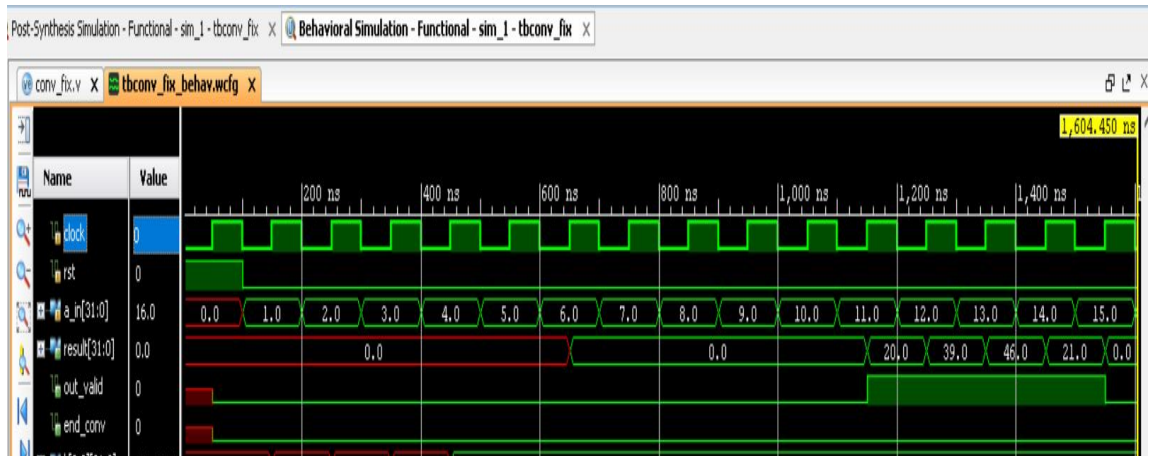 Post-Synthesis Simulation - Functional - sim_1 - tbconv_fix × Behavioral Simulation - Functional - sim_1 - tbconv_fix ×
conv_fix.v X tbconv_fix_behav.wcfg X
1,604.450 ns
Name Value
200 ns 400 ns 600 ns 800 ns 1,000 ns 1,200 ns 1,400 ns
clock 0
rst 0
a_in[31:0] 16.0 0.0 1.0 2.0 3.0 4.0 5.0 6.0 7.0 8.0 9.0 10.0 11.0 12.0 13.0 14.0 15.0
result[31:0] 0.0 0.0 0.0 20.0 39.0 46.0 21.0 0.0
out_valid 0
end_conv 0